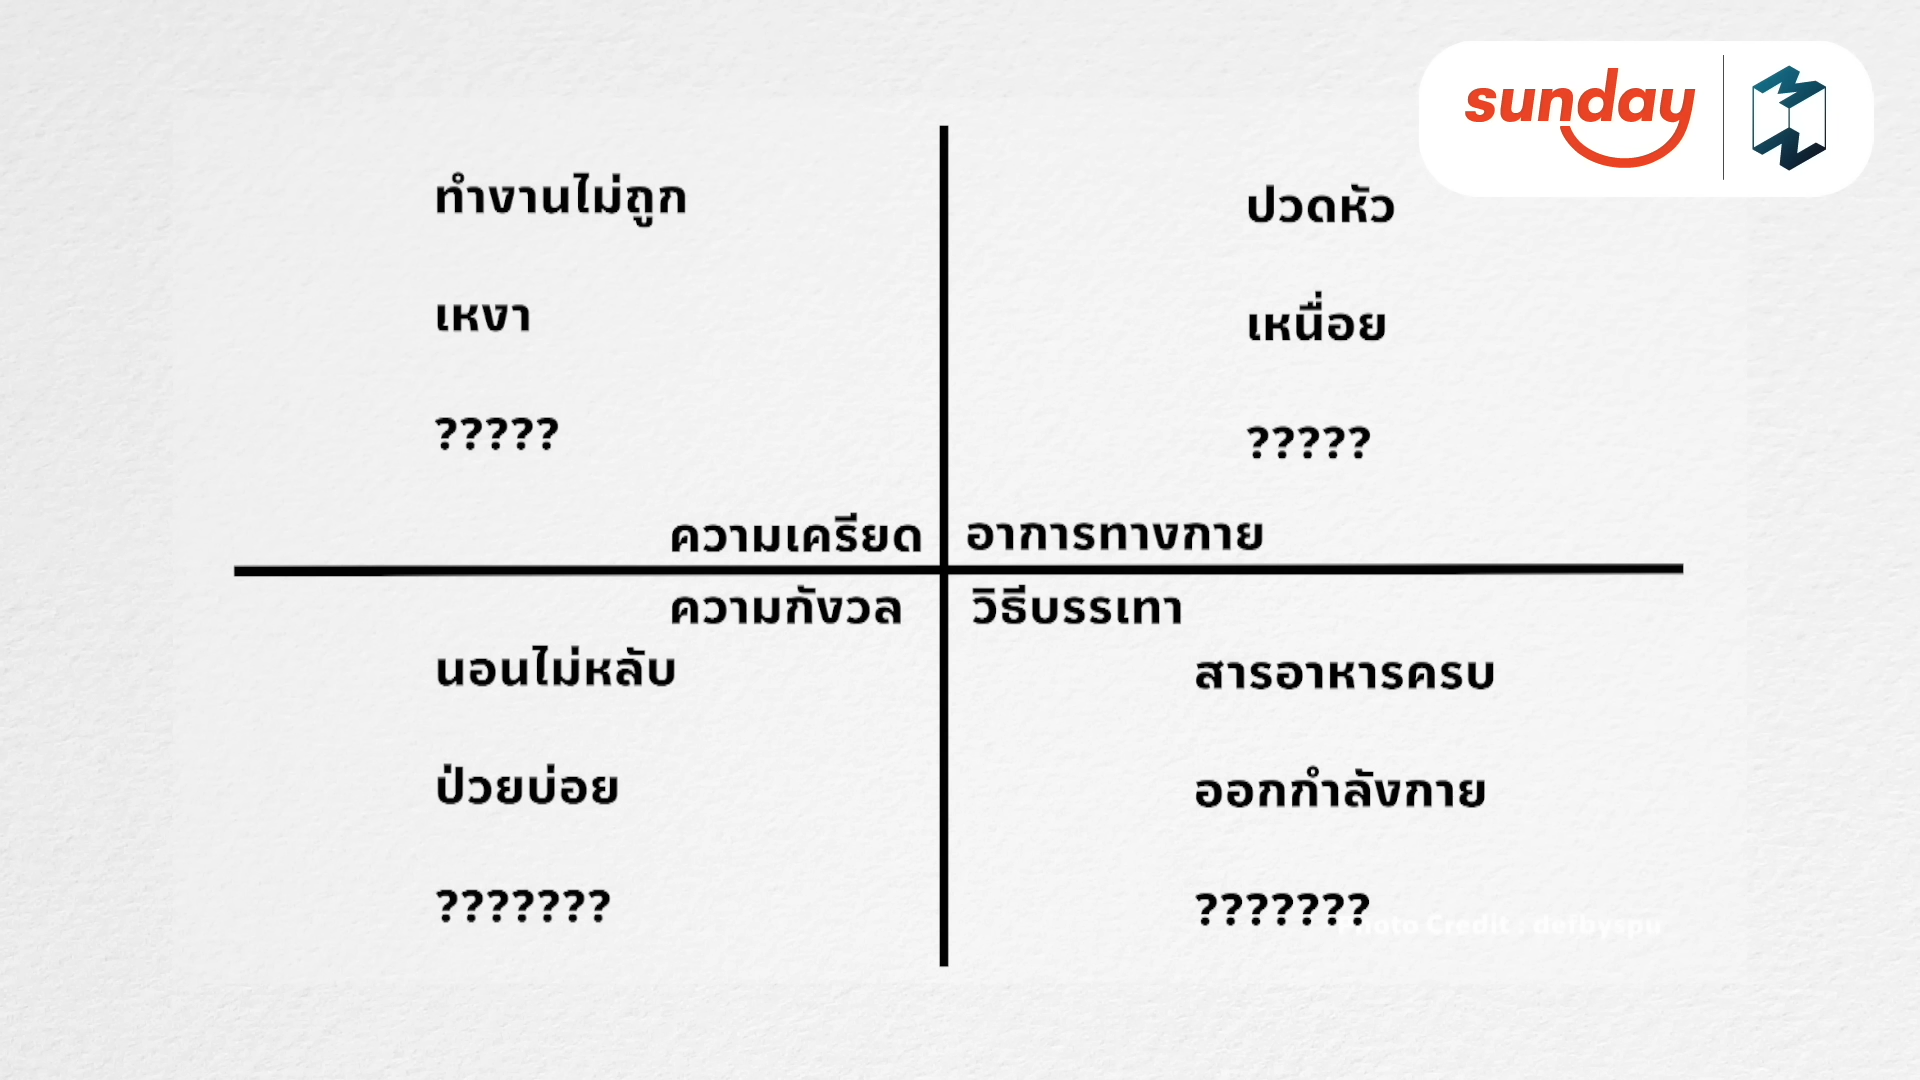 sunday
ทำงานไม่ถูก
เหงา
?????
ความเครียด
ปวดหัว
เหนื่อย
?????
อาการทางกาย
ความกังวล
นอนไม่หลับ
ป่วยบ่อย
???????
วิธีบรรเทา
สารอาหารครบ
ออกกำลังกาย
???????
Photo Credit : defbyspu